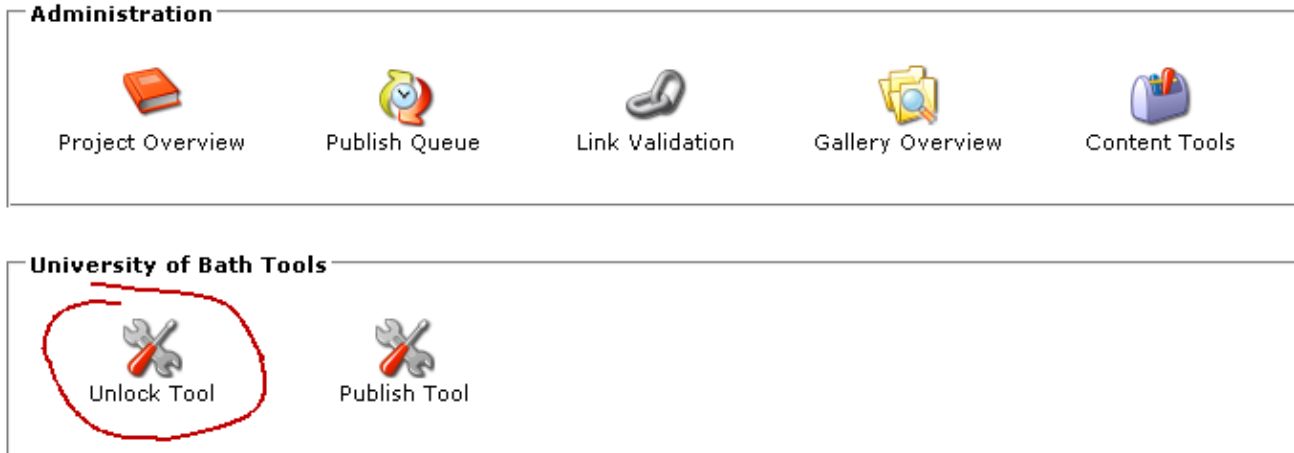 Administration
Project Overview Publish Queue Link Validation Gallery Overview Content Tools
University of Bath Tools
Unlock Tool Publish Tool